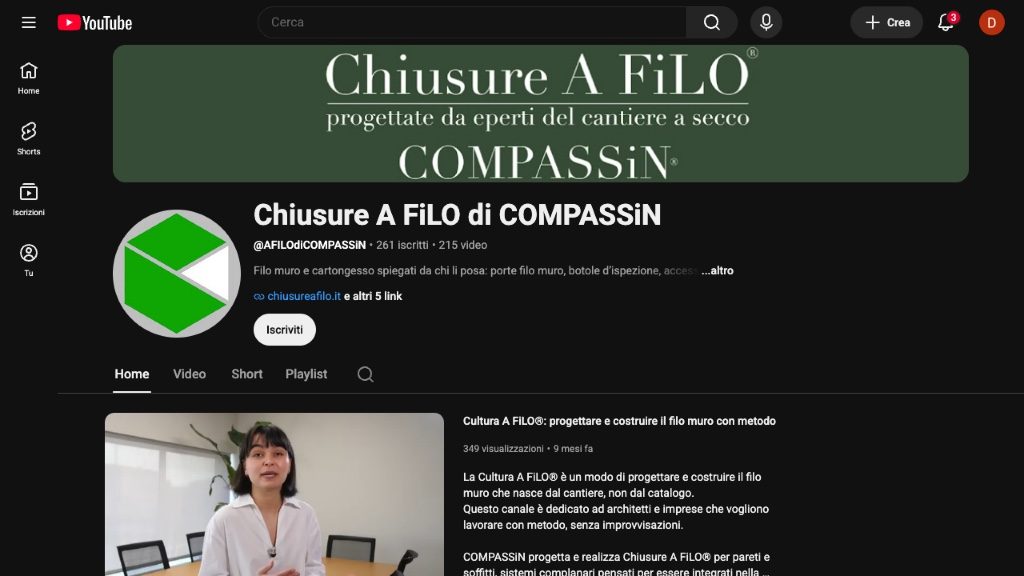 YouTube
Cerca
Crea
3
D
Home
Shorts
Iscrizioni
Tu
Chiusure A FiLO®
progettate da eperti del cantiere a secco
COMPASSiN®
Chiusure A FiLO di COMPASSiN
@AFILOdiCOMPASSiN • 261 iscritti • 215 video
Filo muro e cartongesso spiegati da chi li posa: porte filo muro, botole d'ispezione, access ...altro
chiusureafilo.it e altri 5 link
Iscriviti
Home Video Short Playlist
Cultura A FiLO®: progettare e costruire il filo muro con metodo
349 visualizzazioni • 9 mesi fa
La Cultura A FiLO® è un modo di progettare e costruire il filo
muro che nasce dal cantiere, non dal catalogo.
Questo canale è dedicato ad architetti e imprese che vogliono
lavorare con metodo, senza improvvisazioni.
COMPASSiN progetta e realizza Chiusure A FiLO® per pareti e
soffitti, sistemi complanari pensati per essere integrati nella ...